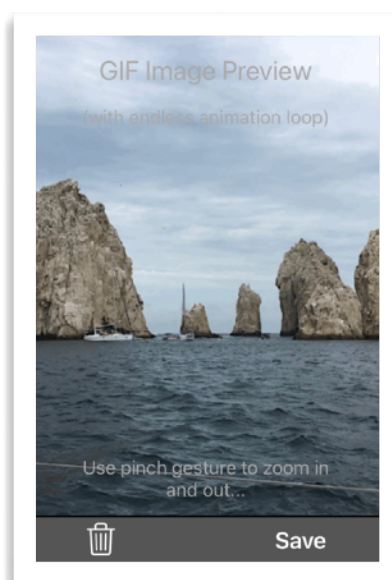 GIF Image Preview
(with endless animation loop)
Use pinch gesture to zoom in
and out...
Save